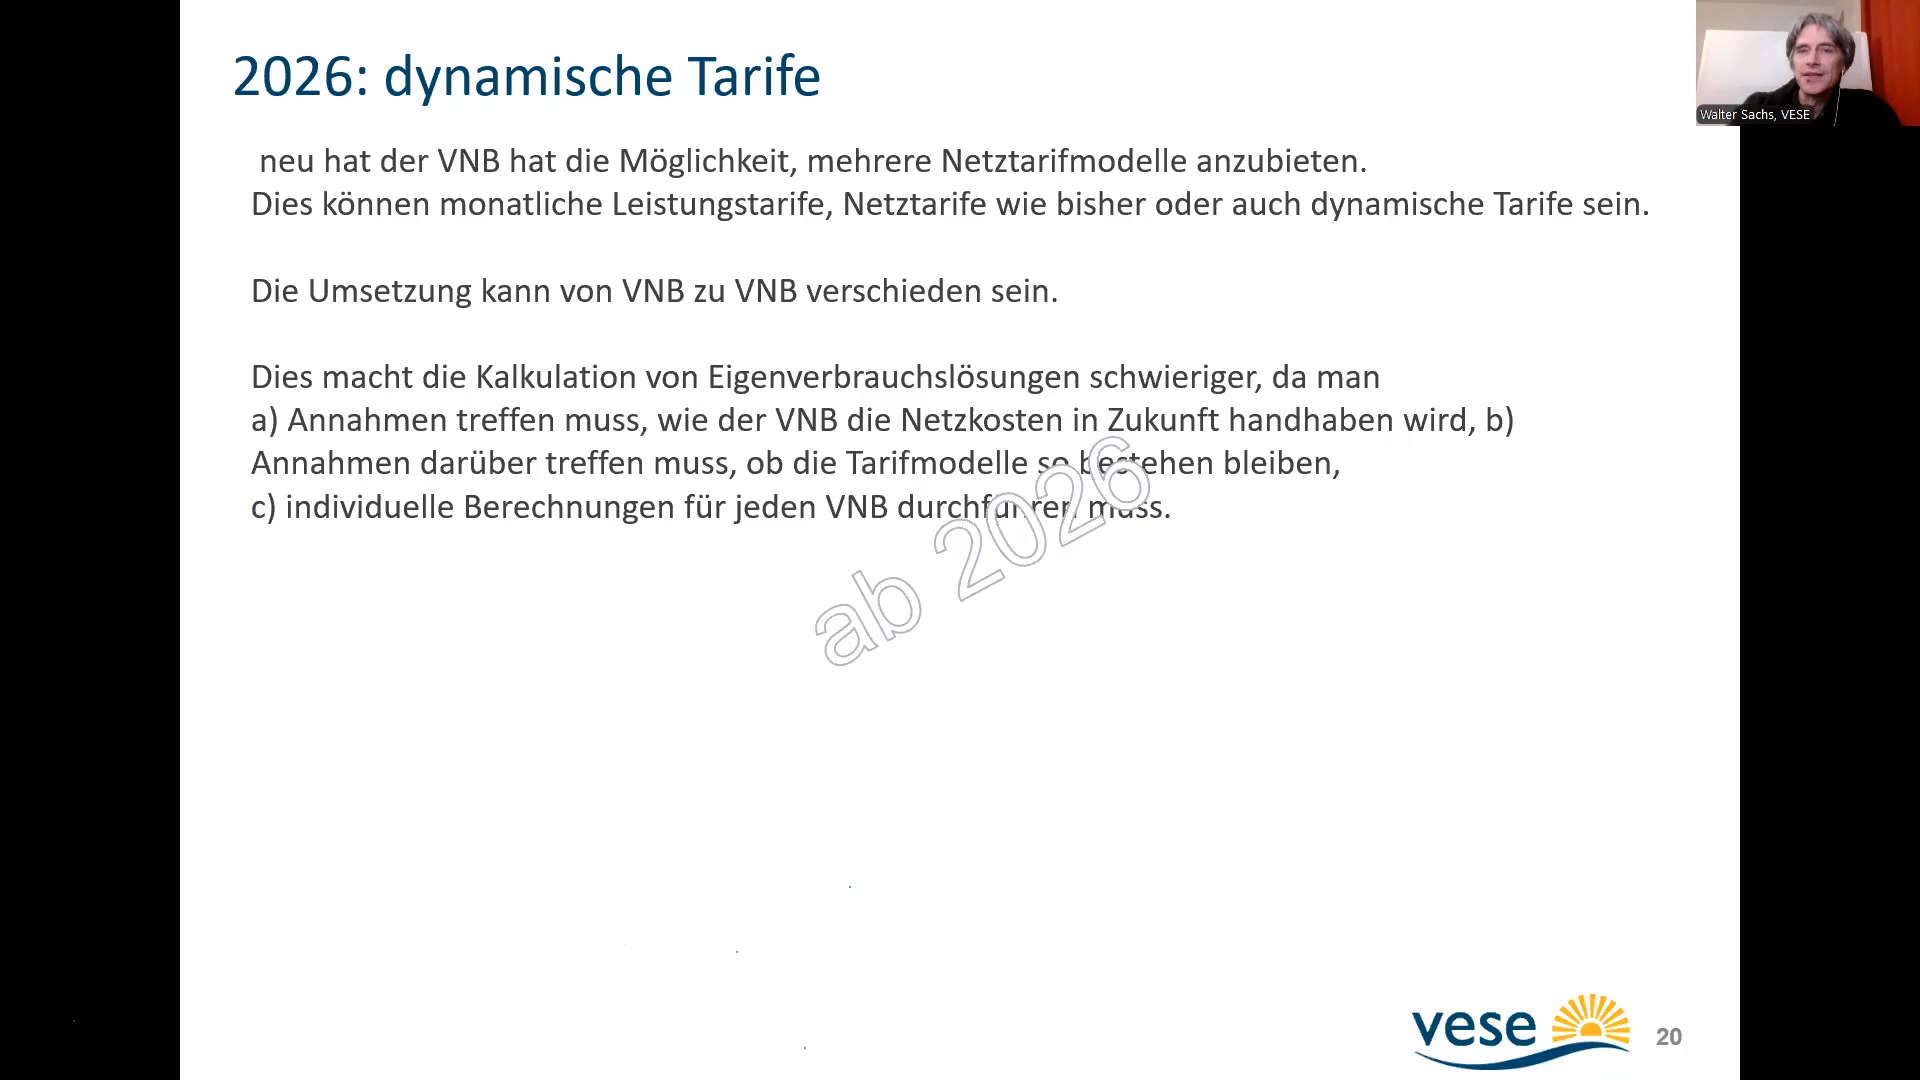 2026: dynamische Tarife
Walter Sachs, VESE
neu hat der VNB hat die Möglichkeit, mehrere Netztarifmodelle anzubieten.
Dies können monatliche Leistungstarife, Netztarife wie bisher oder auch dynamische Tarife sein.
Die Umsetzung kann von VNB zu VNB verschieden sein.
Dies macht die Kalkulation von Eigenverbrauchslösungen schwieriger, da man
a) Annahmen treffen muss, wie der VNB die Netzkosten in Zukunft handhaben wird, b)
Annahmen darüber treffen muss, ob die Tarifmodelle so bestehen bleiben,
c) individuelle Berechnungen für jeden VNB durchführen muss.
ab 2026
vese
20